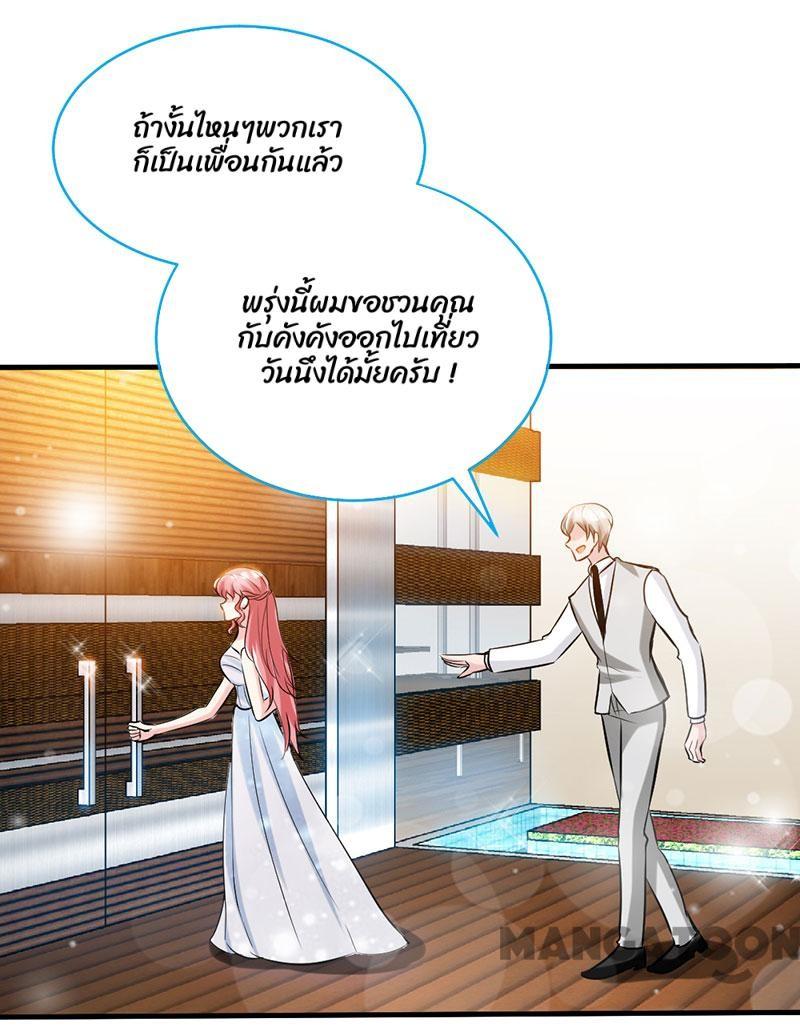 ถ้างั้นไหนๆพวกเรา
ก็เป็นเพื่อนกันแล้ว
พรุ่งนี้ผมขอชวนคุณ
กับคังคังออกไปเที่ยว
วันนึงได้มั้ยครับ !
MANGATOON